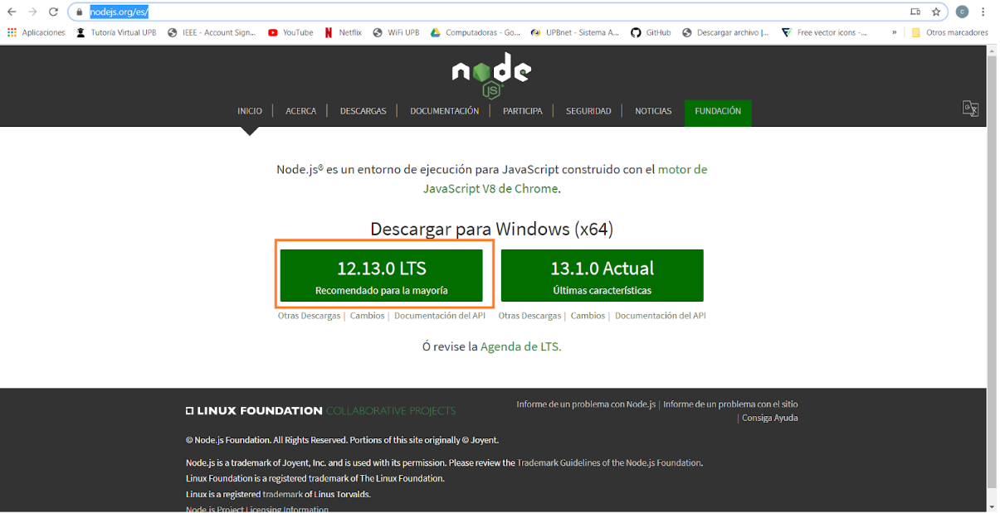 nodejs.org/es/
c
Aplicaciones
Tutoría Virtual UPB
IEEE - Account Sign...
YouTube
Netflix
WiFi UPB
Computadoras - Go...
UPBnet - Sistema A...
GitHub
Descargar archivo |...
Free vector icons -...
»
Otros marcadores
node
JS
INICIO | ACERCA | DESCARGAS | DOCUMENTACIÓN | PARTICIPA | SEGURIDAD | NOTICIAS FUNDACIÓN
Node.js® es un entorno de ejecución para JavaScript construido con el motor de
JavaScript V8 de Chrome.
Descargar para Windows (x64)
12.13.0 LTS
Recomendado para la mayoría
13.1.0 Actual
Últimas características
Otras Descargas | Cambios | Documentación del API
Otras Descargas | Cambios | Documentación del API
Ó revise la Agenda de LTS.
LINUX FOUNDATION COLLABORATIVE PROJECTS
Informe de un problema con Node.js | Informe de un problema con el sitio
| Consiga Ayuda
© Node.js Foundation. All Rights Reserved. Portions of this site originally © Joyent.
Node.js is a trademark of Joyent, Inc. and is used with its permission. Please review the Trademark Guidelines of the Node.js Foundation.
Linux Foundation is a registered trademark of The Linux Foundation.
Linux is a registered trademark of Linus Torvalds.
Node.js Project Licensing Information